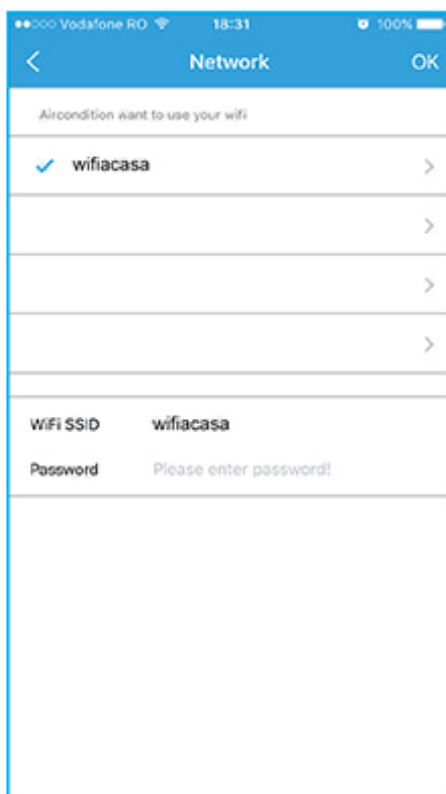 Vodafone RO 18:31 100%
Network OK
Aircondition want to use your wifi
wifiacasa
WiFi SSID wifiacasa
Password Please enter password!